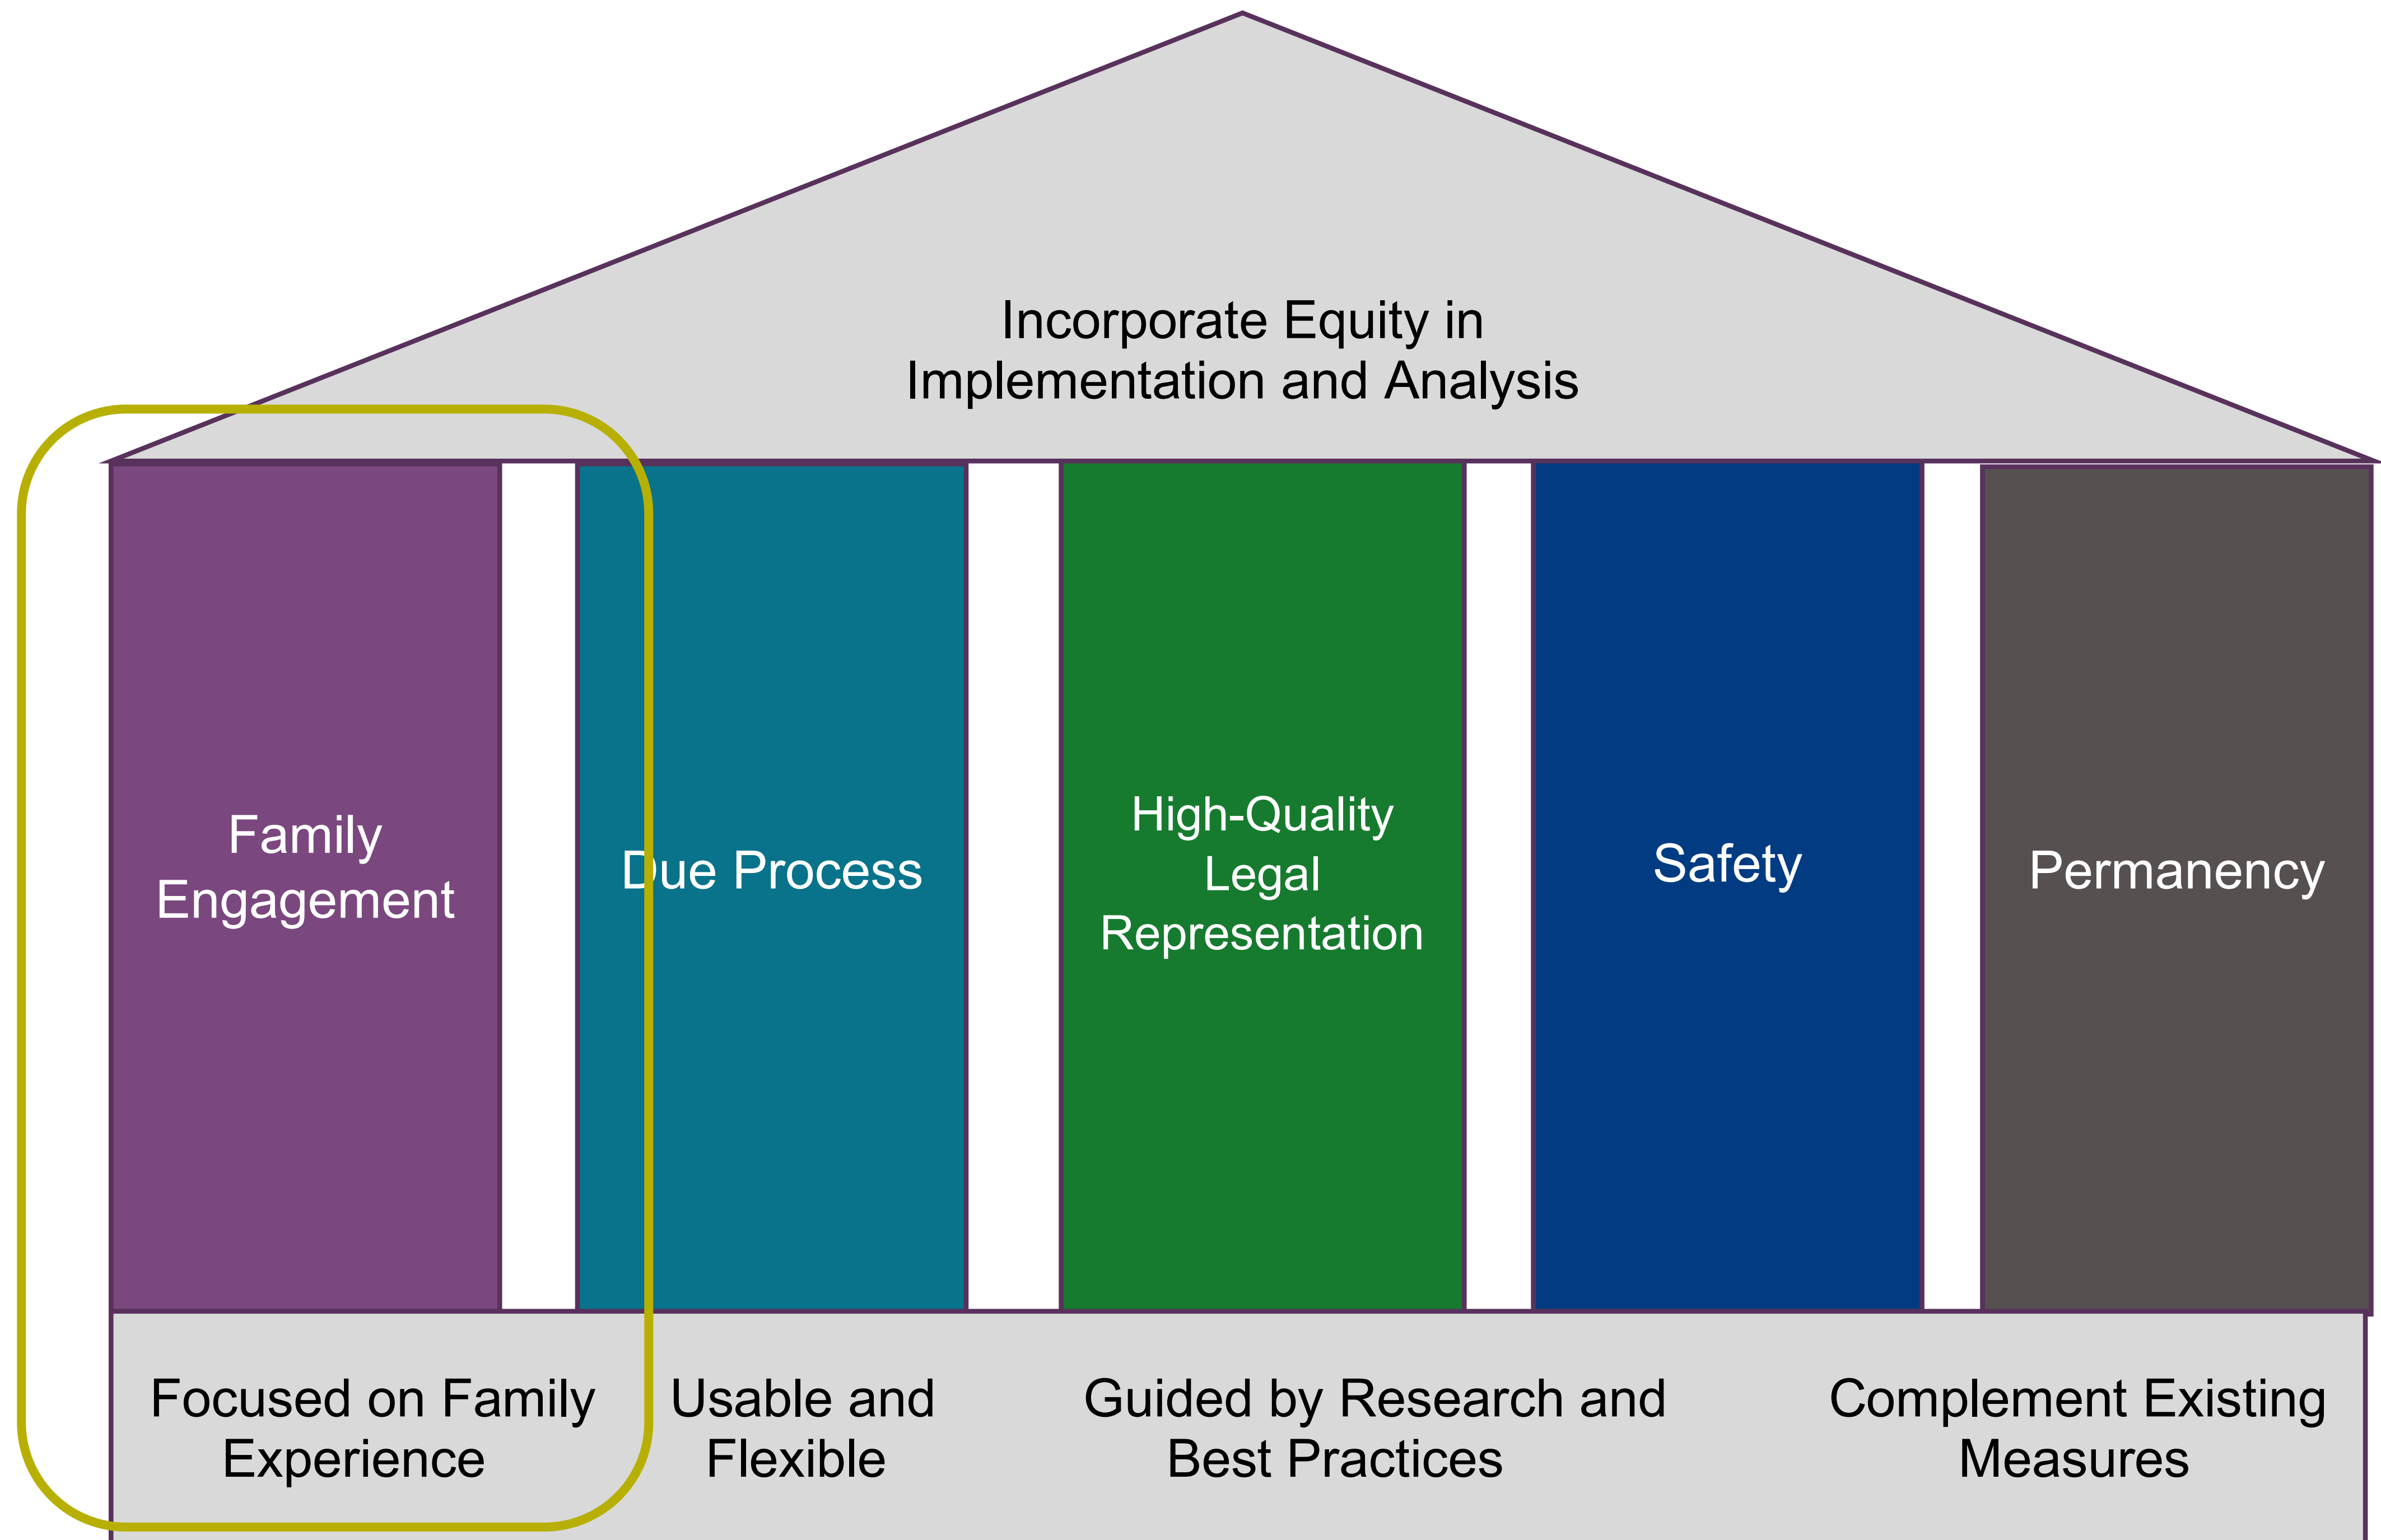 Incorporate Equity in
Implementation and Analysis
Family
Engagement
Due Process
High-Quality
Legal
Representation
Safety
Permanency
Focused on Family
Experience
Usable and
Flexible
Guided by Research and
Best Practices
Complement Existing
Measures